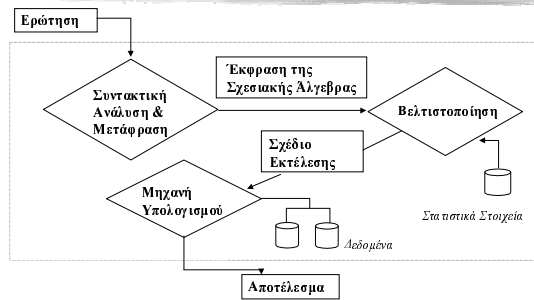 Ερώτηση
Έκφραση της
Σχεσιακής Άλγεβρας
Συντακτική
Ανάλυση &
Μετάφραση
Βελτιστοποίηση
Σχέδιο
Εκτέλεσης
Μηχανή
Υπολογισμού
Στατιστικά Στοιχεία
Δεδομένα
Αποτέλεσμα